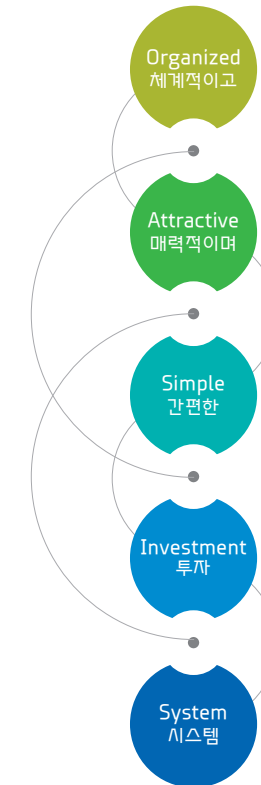 Organized
체계적이고
Attractive
매력적이며
Simple
간편한
Investment
투자
System
시스템